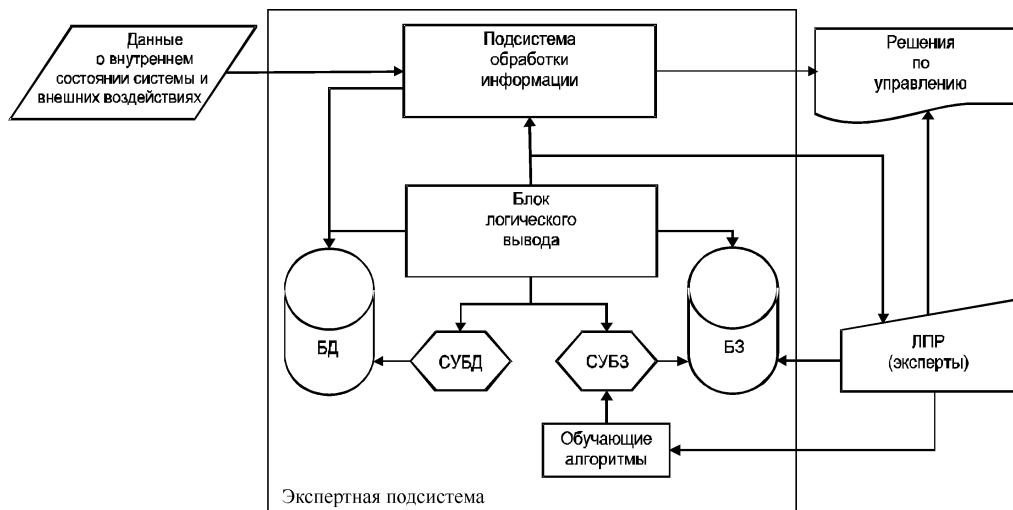 Данные
о внутреннем
состоянии системы и
внешних воздействиях
Подсистема
обработки
информации
Решения
по
управлению
Блок
логического
вывода
БД
СУБД
СУБЗ
БЗ
ЛПР
(эксперты)
Обучающие
алгоритмы
Экспертная подсистема